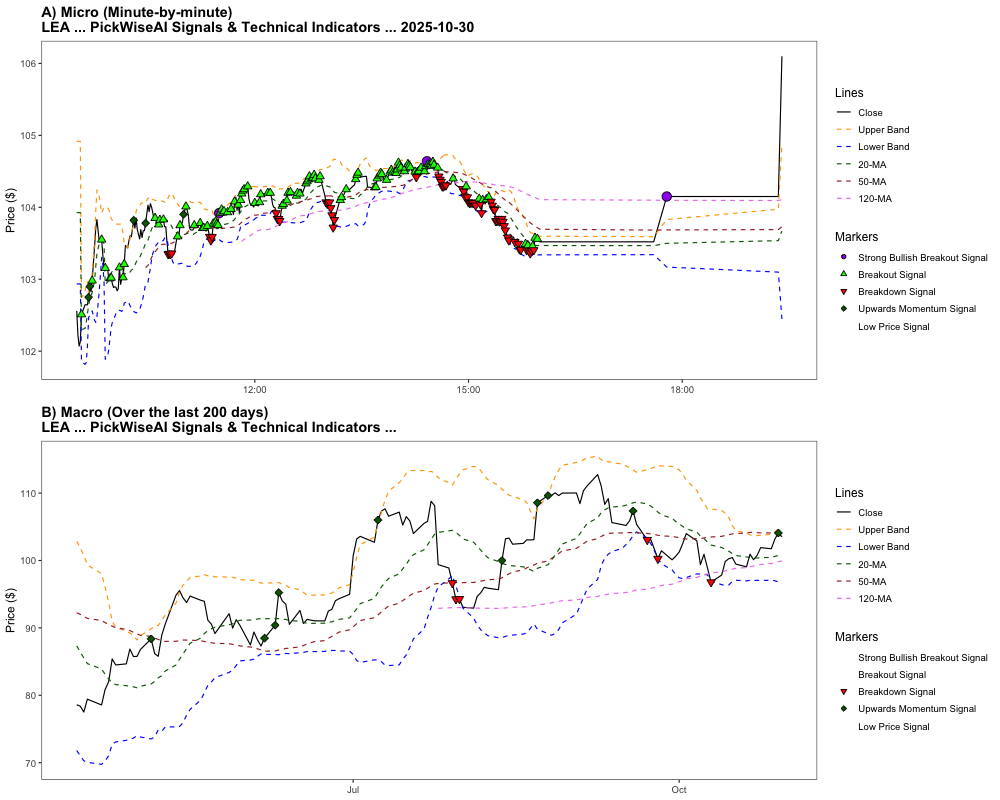 A) Micro (Minute-by-minute)
LEA ... PickWiseAI Signals & Technical Indicators ... 2025-10-30
Price ($)
106
105
104
103
102
12:00
15:00
18:00
Lines
Close
Upper Band
Lower Band
20-MA
50-MA
120-MA
Markers
Strong Bullish Breakout Signal
Breakout Signal
Breakdown Signal
Upwards Momentum Signal
Low Price Signal
B) Macro (Over the last 200 days)
LEA ... PickWiseAI Signals & Technical Indicators ...
Price ($)
110
100
90
80
70
Jul
Oct
Lines
Close
Upper Band
Lower Band
20-MA
50-MA
120-MA
Markers
Strong Bullish Breakout Signal
Breakout Signal
Breakdown Signal
Upwards Momentum Signal
Low Price Signal